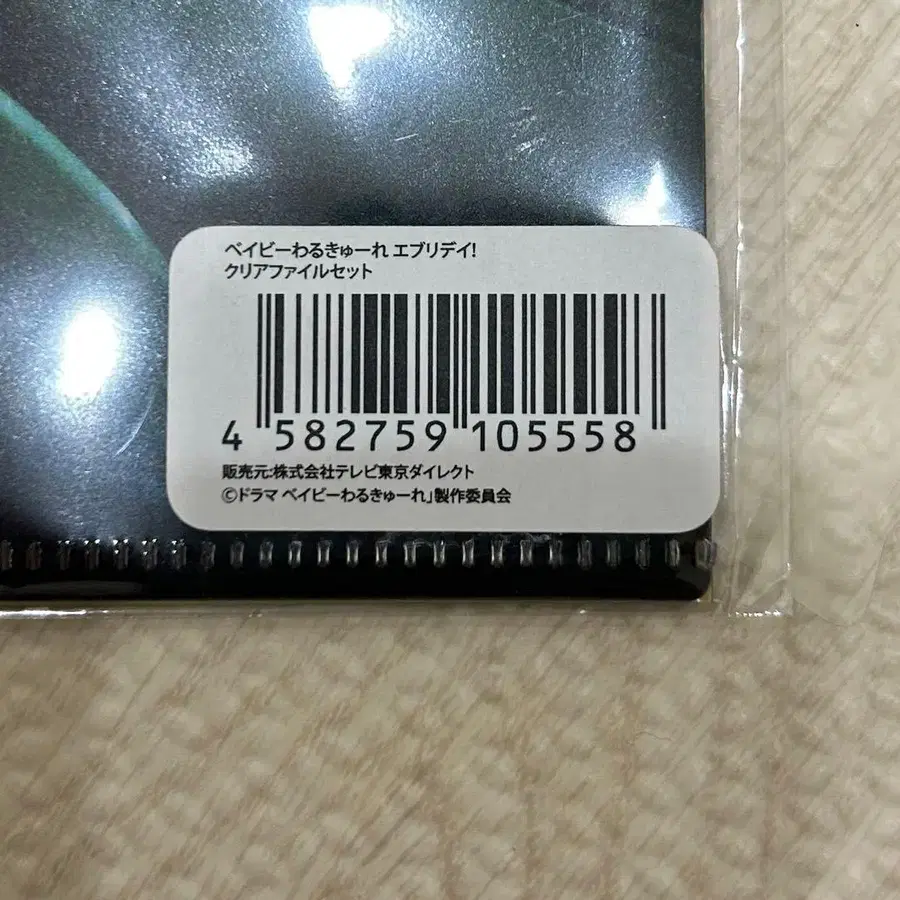 ベイビーわるきゅーれ エブリデイ!
クリアファイルセット
4 582759 105558
販売元:株式会社テレビ東京ダイレクト
©ドラマ ベイビーわるきゅーれ」製作委員会